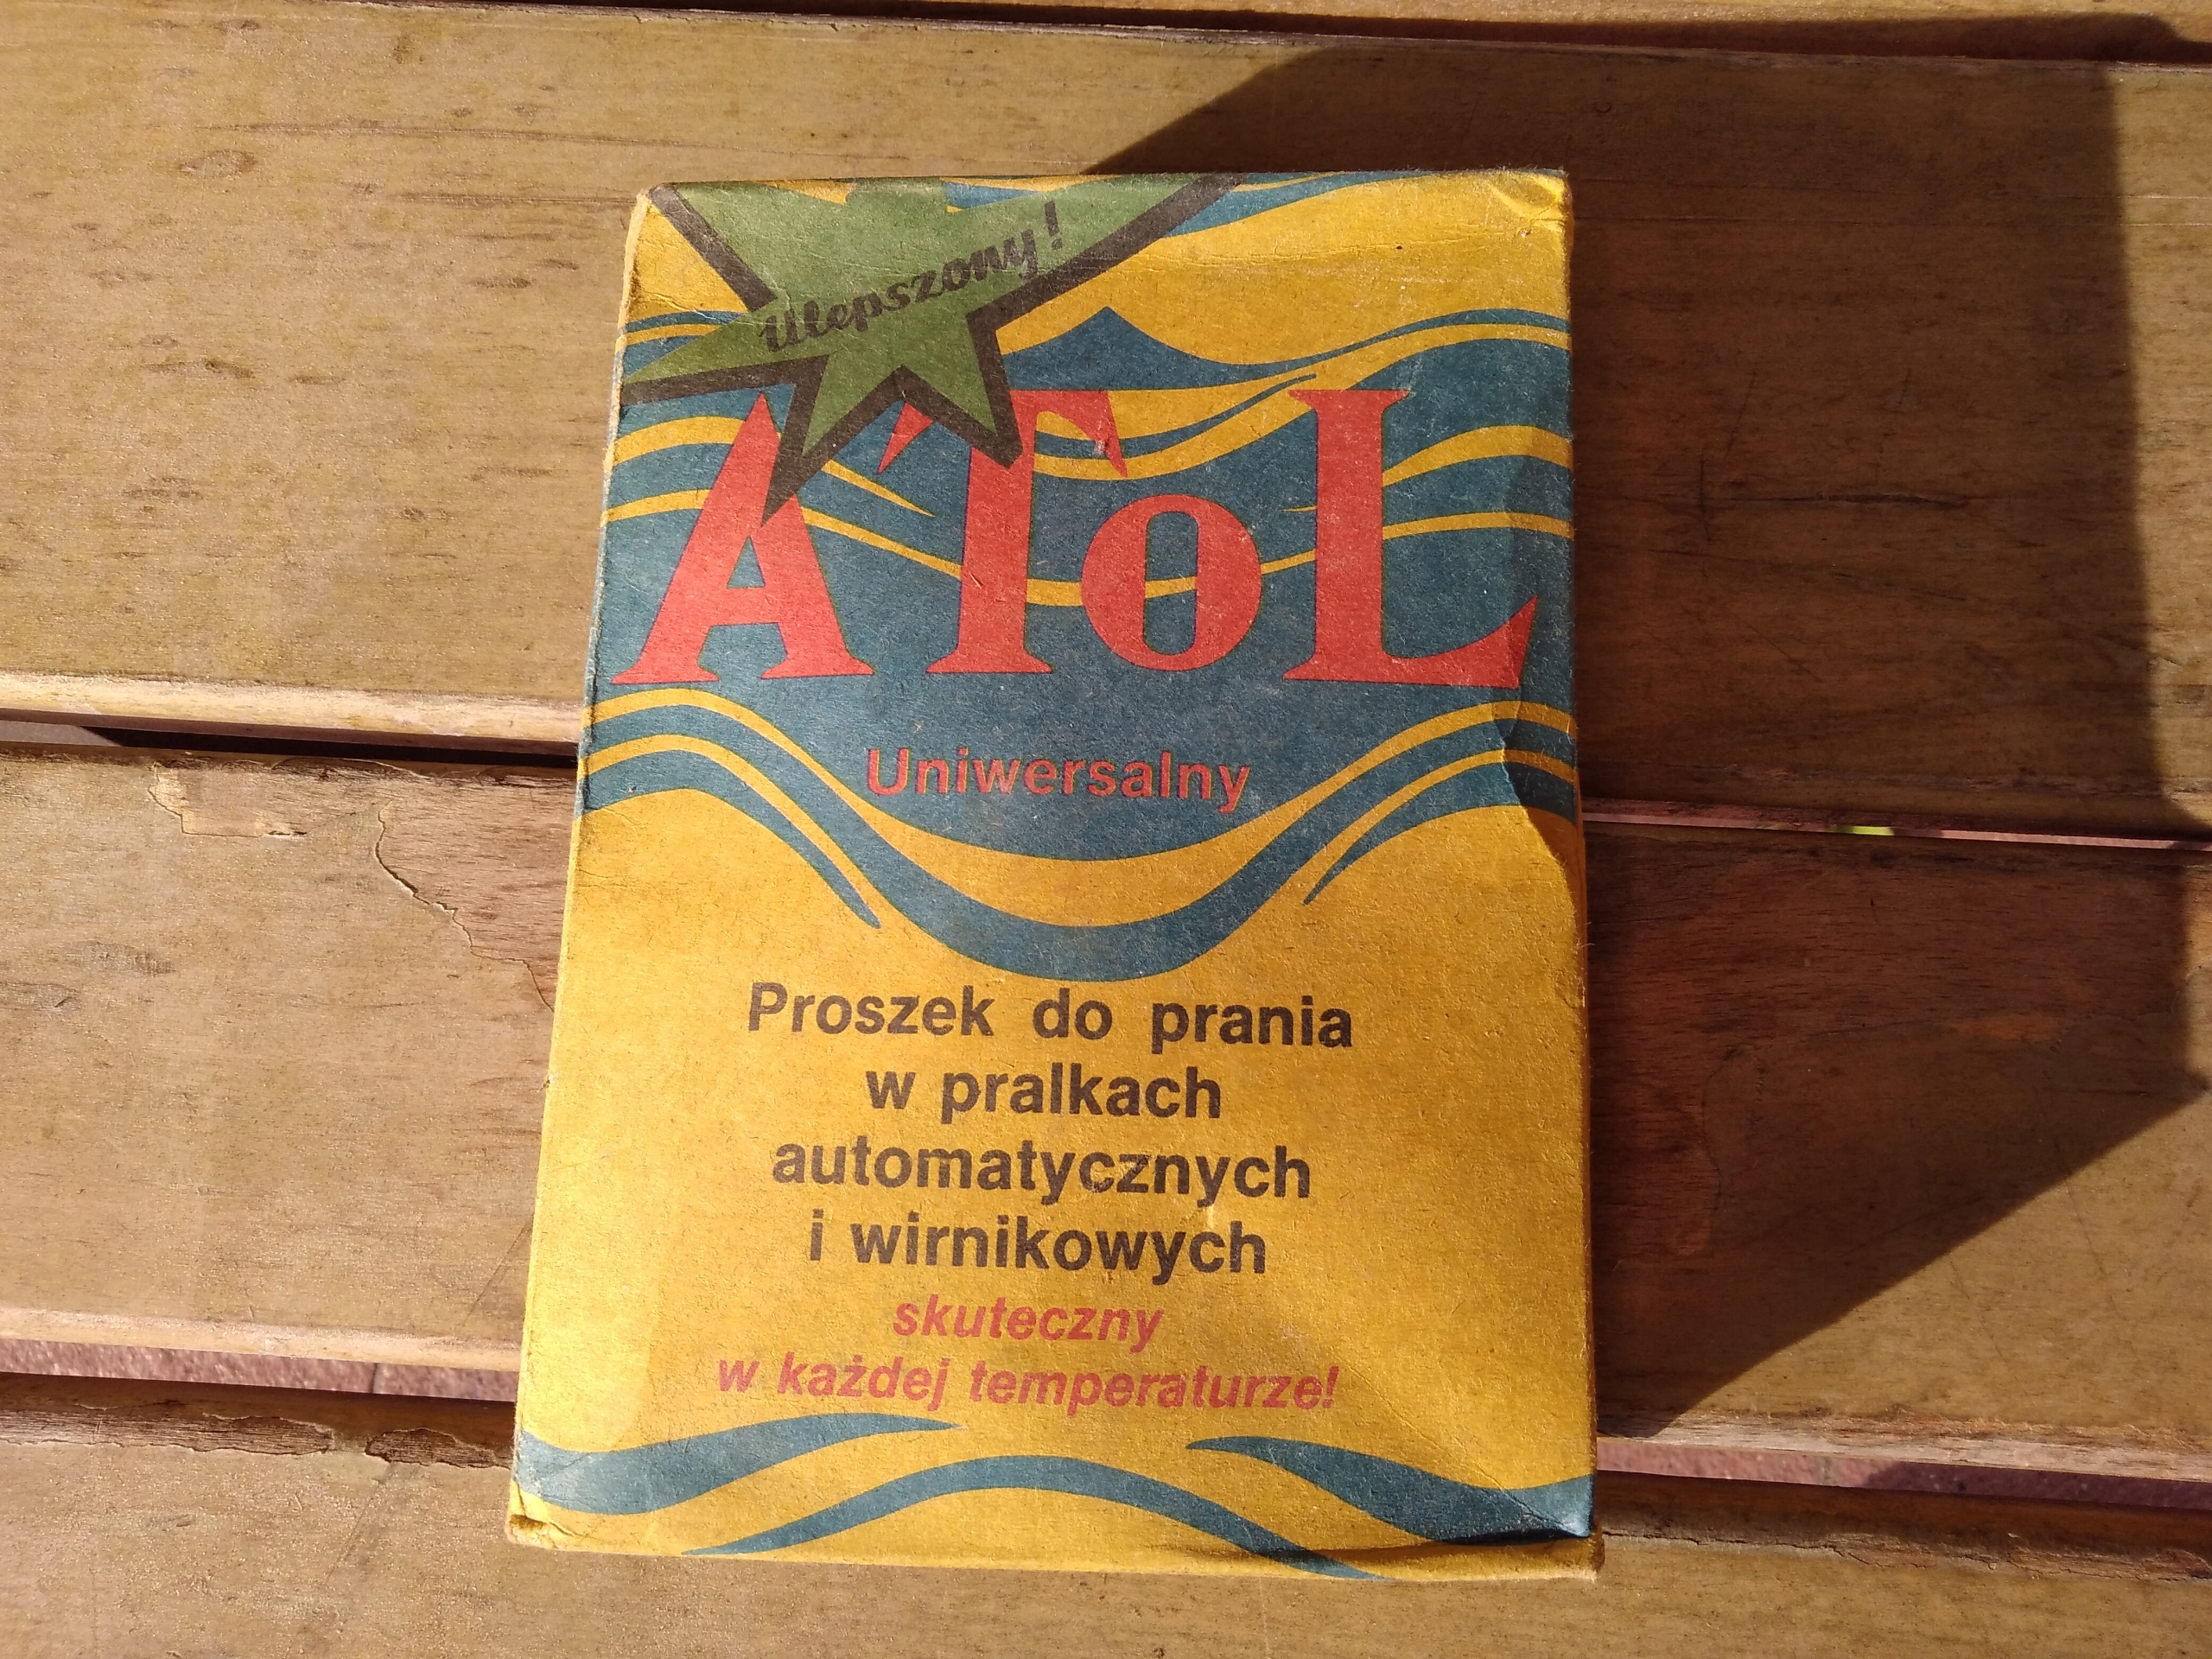 Ulepszony!
ATOL
Uniwersalny
Proszek do prania
w pralkach
automatycznych
i wirnikowych
skuteczny
w każdej temperaturze!